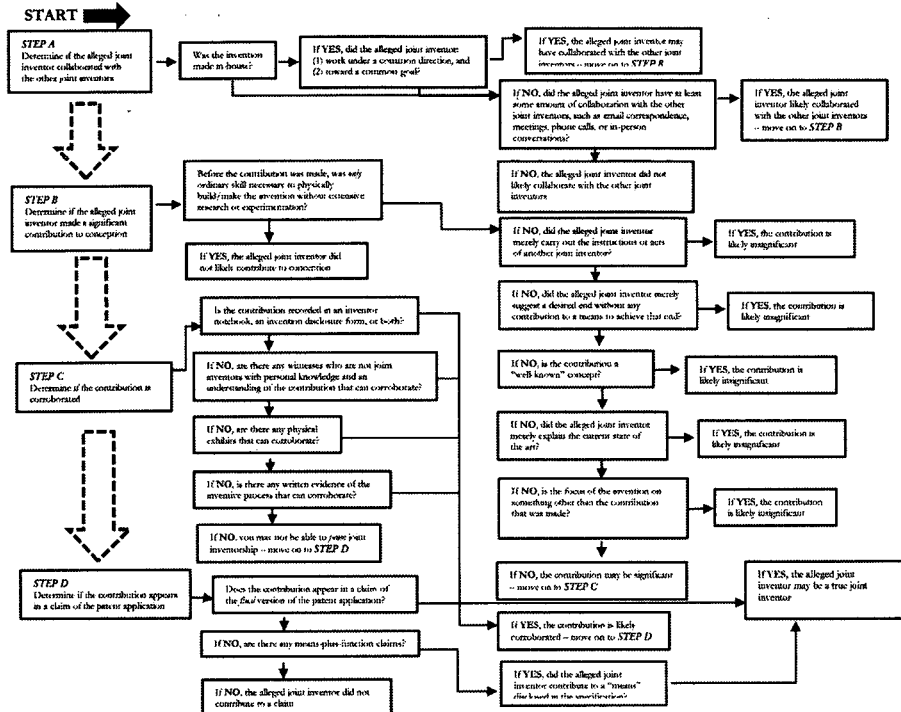 START
STEP A
Determine if the alleged joint
inventor collaborated with
the other joint inventors
Was the invention
made in-house?
If YES, did the alleged joint inventor:
(1) work under a common direction, and
(2) toward a common goal?
If YES, the alleged joint inventor may
have collaborated with the other joint
inventors – move on to STEP B
If NO, did the alleged joint inventor have at least
some amount of collaboration with the other
joint inventors, such as email correspondence,
meetings, phone calls, or in-person
conversations?
If YES, the alleged joint
inventor likely collaborated
with the other joint inventors
– move on to STEP B
If NO, the alleged joint inventor did not
likely collaborate with the other joint
inventors
STEP B
Determine if the alleged joint
inventor made a significant
contribution to conception
Before the contribution was made, was only
ordinary skill necessary to physically
build/make the invention without extensive
research or experimentation?
If YES, the alleged joint inventor did
not likely contribute to conception
If NO, did the alleged joint inventor
merely carry out the instructions or acts
of another joint inventor?
If YES, the contribution is
likely insignificant
If NO, did the alleged joint inventor merely
suggest a desired end without any
contribution to a means to achieve that end?
If YES, the contribution is
likely insignificant
If NO, is the contribution a
"well-known" concept?
If YES, the contribution is
likely insignificant
If NO, did the alleged joint inventor
merely explain the current state of
the art?
If YES, the contribution is
likely insignificant
If NO, is the focus of the invention on
something other than the contribution
that was made?
If YES, the contribution
is likely insignificant
If NO, the contribution may be significant
– move on to STEP C
STEP C
Determine if the contribution is
corroborated
Is the contribution recorded in an inventor
notebook, an invention disclosure form, or both?
If NO, are there any witnesses who are not joint
inventors with personal knowledge and an
understanding of the contribution that can corroborate?
If NO, are there any physical
exhibits that can corroborate?
If NO, is there any written evidence of the
inventive process that can corroborate?
If NO, you may not be able to prove joint
inventorship – move on to STEP D
If YES, the contribution is likely
corroborated – move on to STEP D
STEP D
Determine if the contribution appears
in a claim of the patent application
Does the contribution appear in a claim of
the final version of the patent application?
If YES, the alleged joint
inventor may be a true joint
inventor
If NO, are there any means-plus-function claims?
If YES, did the alleged joint
inventor contribute to a "means"
disclosed in the specification?
If NO, the alleged joint inventor did not
contribute to a claim